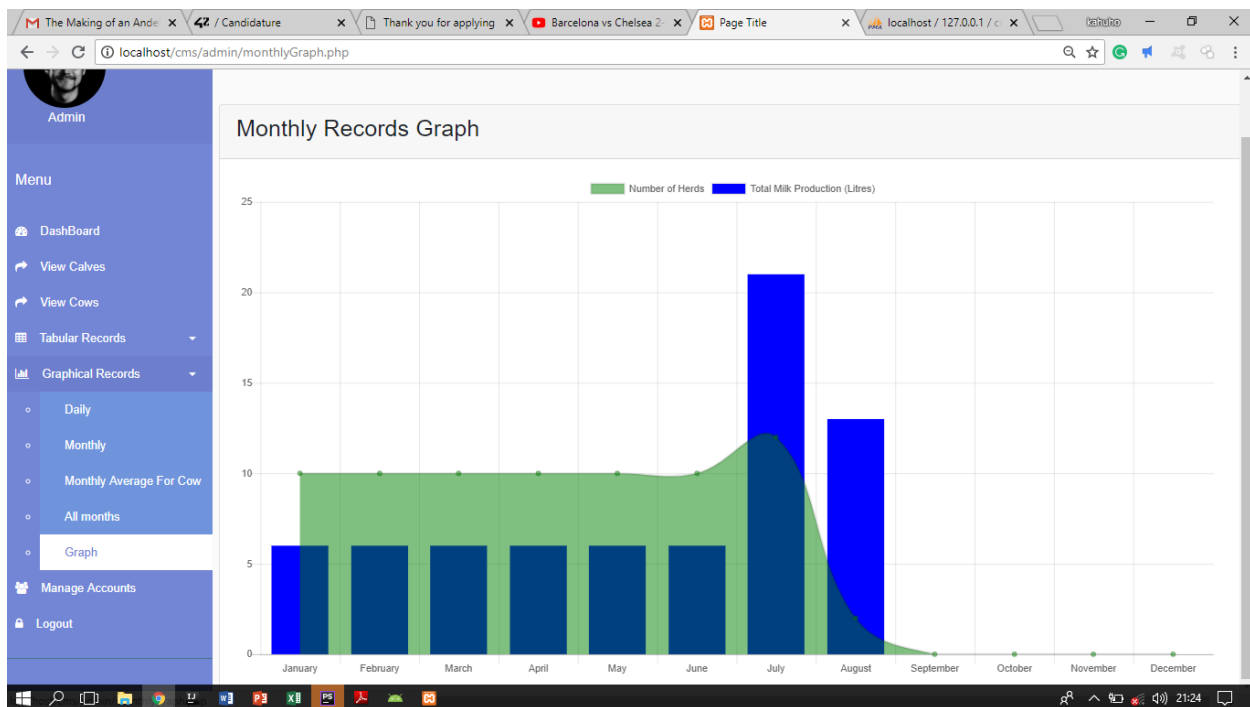 The Making of an Ande
42 / Candidature
Thank you for applying
Barcelona vs Chelsea 2-
Page Title
localhost / 127.0.0.1 / c
kahuho
localhost/cms/admin/monthlyGraph.php
Admin
Menu
DashBoard
View Calves
View Cows
Tabular Records
Graphical Records
Daily
Monthly
Monthly Average For Cow
All months
Graph
Manage Accounts
Logout
Monthly Records Graph
Number of Herds
Total Milk Production (Litres)
25
20
15
10
5
0
January
February
March
April
May
June
July
August
September
October
November
December
21:24